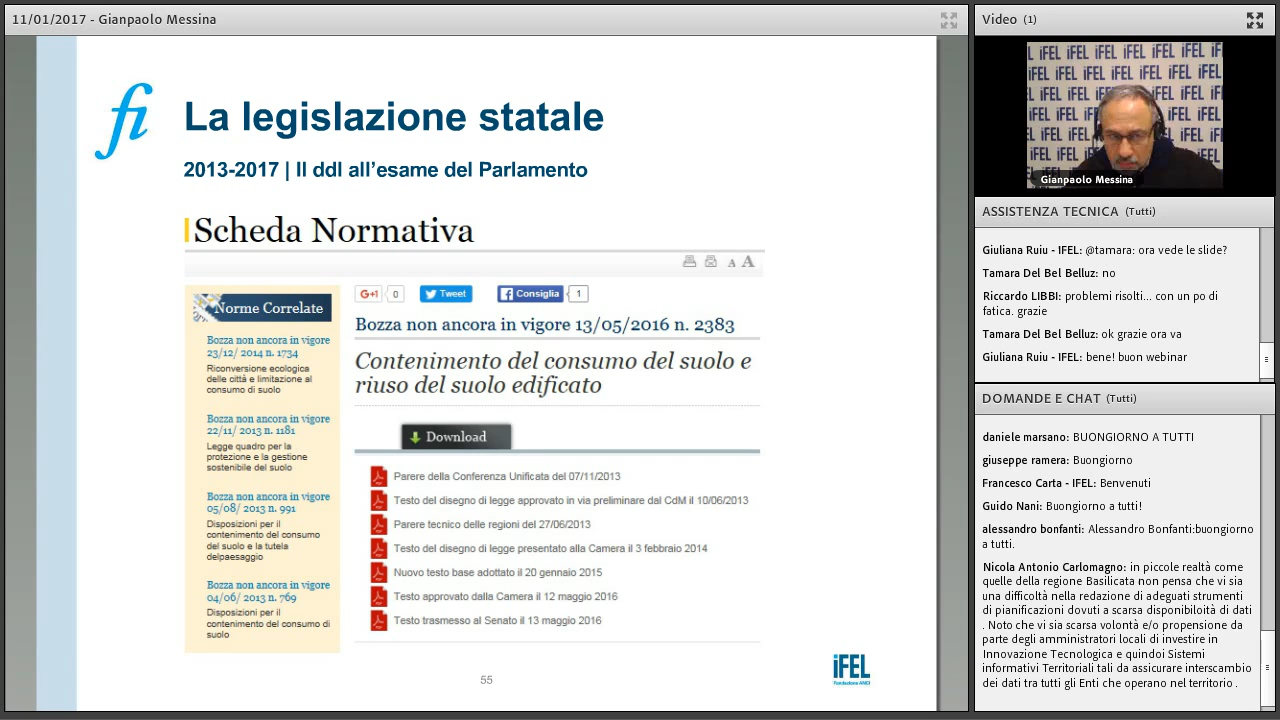 11/01/2017 - Gianpaolo Messina
fi
La legislazione statale
2013-2017 | Il ddl all'esame del Parlamento
Scheda Normativa
A A
Norme Correlate
Bozza non ancora in vigore
23/12/ 2014 n. 1734
Riconversione ecologica
delle città e limitazione al
consumo di suolo
Bozza non ancora in vigore
22/11/ 2013 n. 1181
Legge quadro per la
protezione e la gestione
sostenibile del suolo
Bozza non ancora in vigore
05/08/ 2013 n. 991
Disposizioni per il
contenimento del consumo
del suolo e la tutela
delpaesaggio
Bozza non ancora in vigore
04/06/ 2013 n. 769
Disposizioni per il
contenimento del consumo di
suolo
G+1 0 Tweet Consiglia 1
Bozza non ancora in vigore 13/05/2016 n. 2383
Contenimento del consumo del suolo e
riuso del suolo edificato
Download
Parere della Conferenza Unificata del 07/11/2013
Testo del disegno di legge approvato in via preliminare dal CdM il 10/06/2013
Parere tecnico delle regioni del 27/06/2013
Testo del disegno di legge presentato alla Camera il 3 febbraio 2014
Nuovo testo base adottato il 20 gennaio 2015
Testo approvato dalla Camera il 12 maggio 2016
Testo trasmesso al Senato il 13 maggio 2016
55
iFEL
Fondazione ANCI
Video (1)
iFEL
Gianpaolo Messina
ASSISTENZA TECNICA (Tutti)
Giuliana Ruiu - IFEL: @tamara: ora vede le slide?
Tamara Del Bel Belluz: no
Riccardo LIBBI: problemi risolti... con un po di
fatica. grazie
Tamara Del Bel Belluz: ok grazie ora va
Giuliana Ruiu - IFEL: bene! buon webinar
DOMANDE E CHAT (Tutti)
daniele marsano: BUONGIORNO A TUTTI
giuseppe ramera: Buongiorno
Francesco Carta - IFEL: Benvenuti
Guido Nani: Buongiorno a tutti!
alessandro bonfanti: Alessandro Bonfanti:buongiorno
a tutti.
Nicola Antonio Cancmagno: in piccole realtà come
quelle della regione Basilicata non pensa che vi sia
una difficoltà nella redazione di adeguati strumenti
di pianificazioni dovuti a scarsa disponibiloità di dati
. Noto che vi sia scarsa volontà e/o propensione da
parte degli amministratori locali di investire in
Innovazione Tecnologica e quindoi Sistemi
informativi Territoriali tali da assicurare interscambio
dei dati tra tutti gli Enti che operano nel territorio .